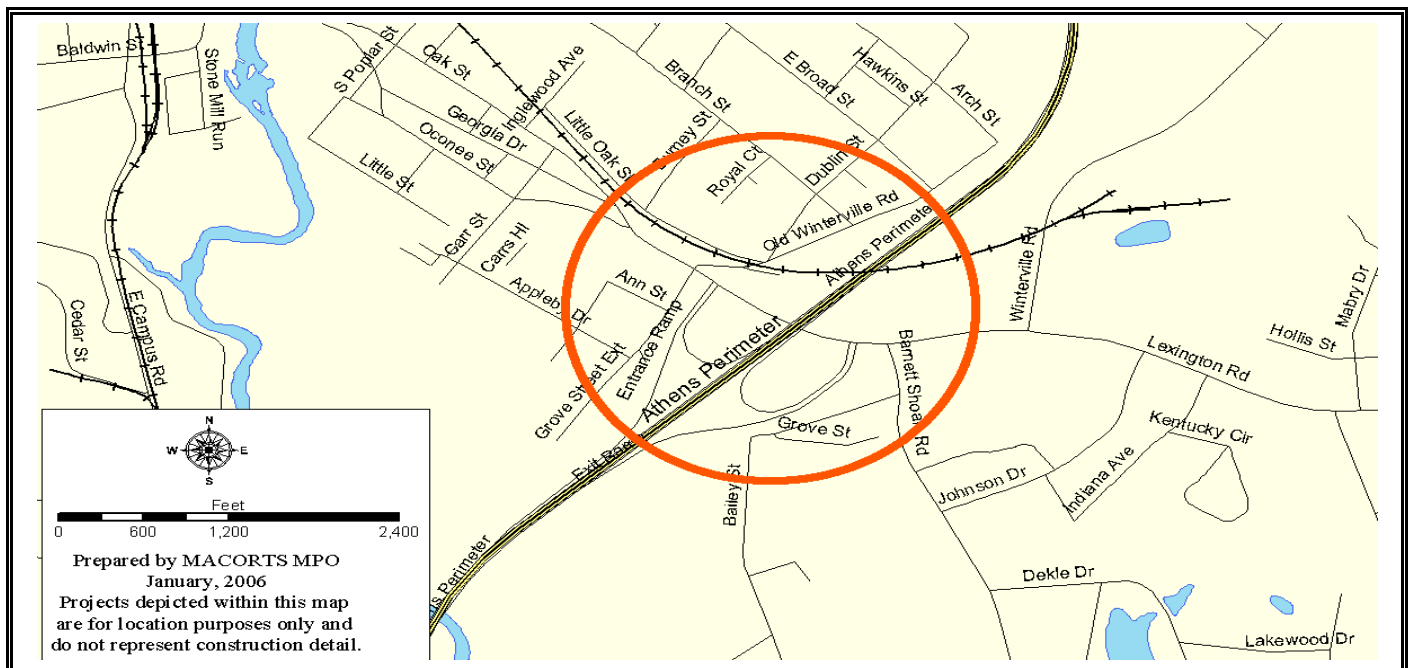 Baldwin St
Stone Mill Run
S Poplar St
Oak St
Inglewood Ave
Georgia Dr
Oconee St
Little St
Little Oak St
Branch St
E Broad St
Hawkins St
Arch St
Royal Ct
Dublin St
Old Winterville Rd
Athens Perimeter
Garr St
Carrs Hl
Appleby Dr
Ann St
Entrance Ramp
Grove Street Ext
Athens Perimeter
Winterville Rd
Mabry Dr
Hollis St
Lexington Rd
Barnett Shoals Rd
Grove St
Kentucky Cir
Indiana Ave
Johnson Dr
Bailey St
Exit
Cedar St
E Campus Rd
Perimeter
Dekle Dr
Lakewood Dr
N
W E
S
Feet
0 600 1,200 2,400
Prepared by MACORTS MPO
January, 2006
Projects depicted within this map
are for location purposes only and
do not represent construction detail.